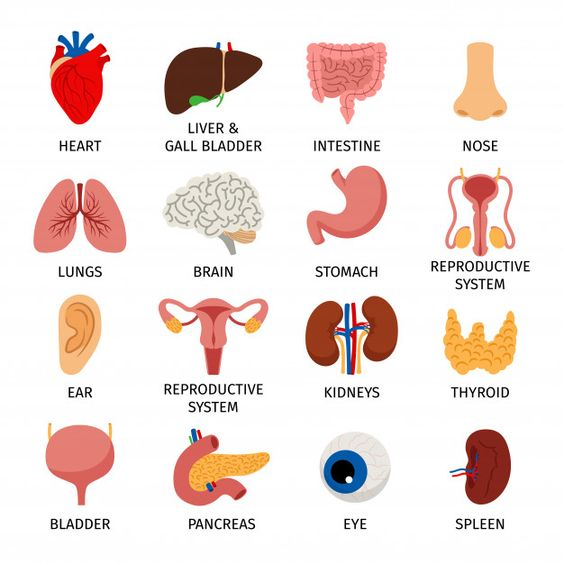 HEART
LIVER &
GALL BLADDER
INTESTINE
NOSE
LUNGS
BRAIN
STOMACH
REPRODUCTIVE
SYSTEM
EAR
REPRODUCTIVE
SYSTEM
KIDNEYS
THYROID
BLADDER
PANCREAS
EYE
SPLEEN